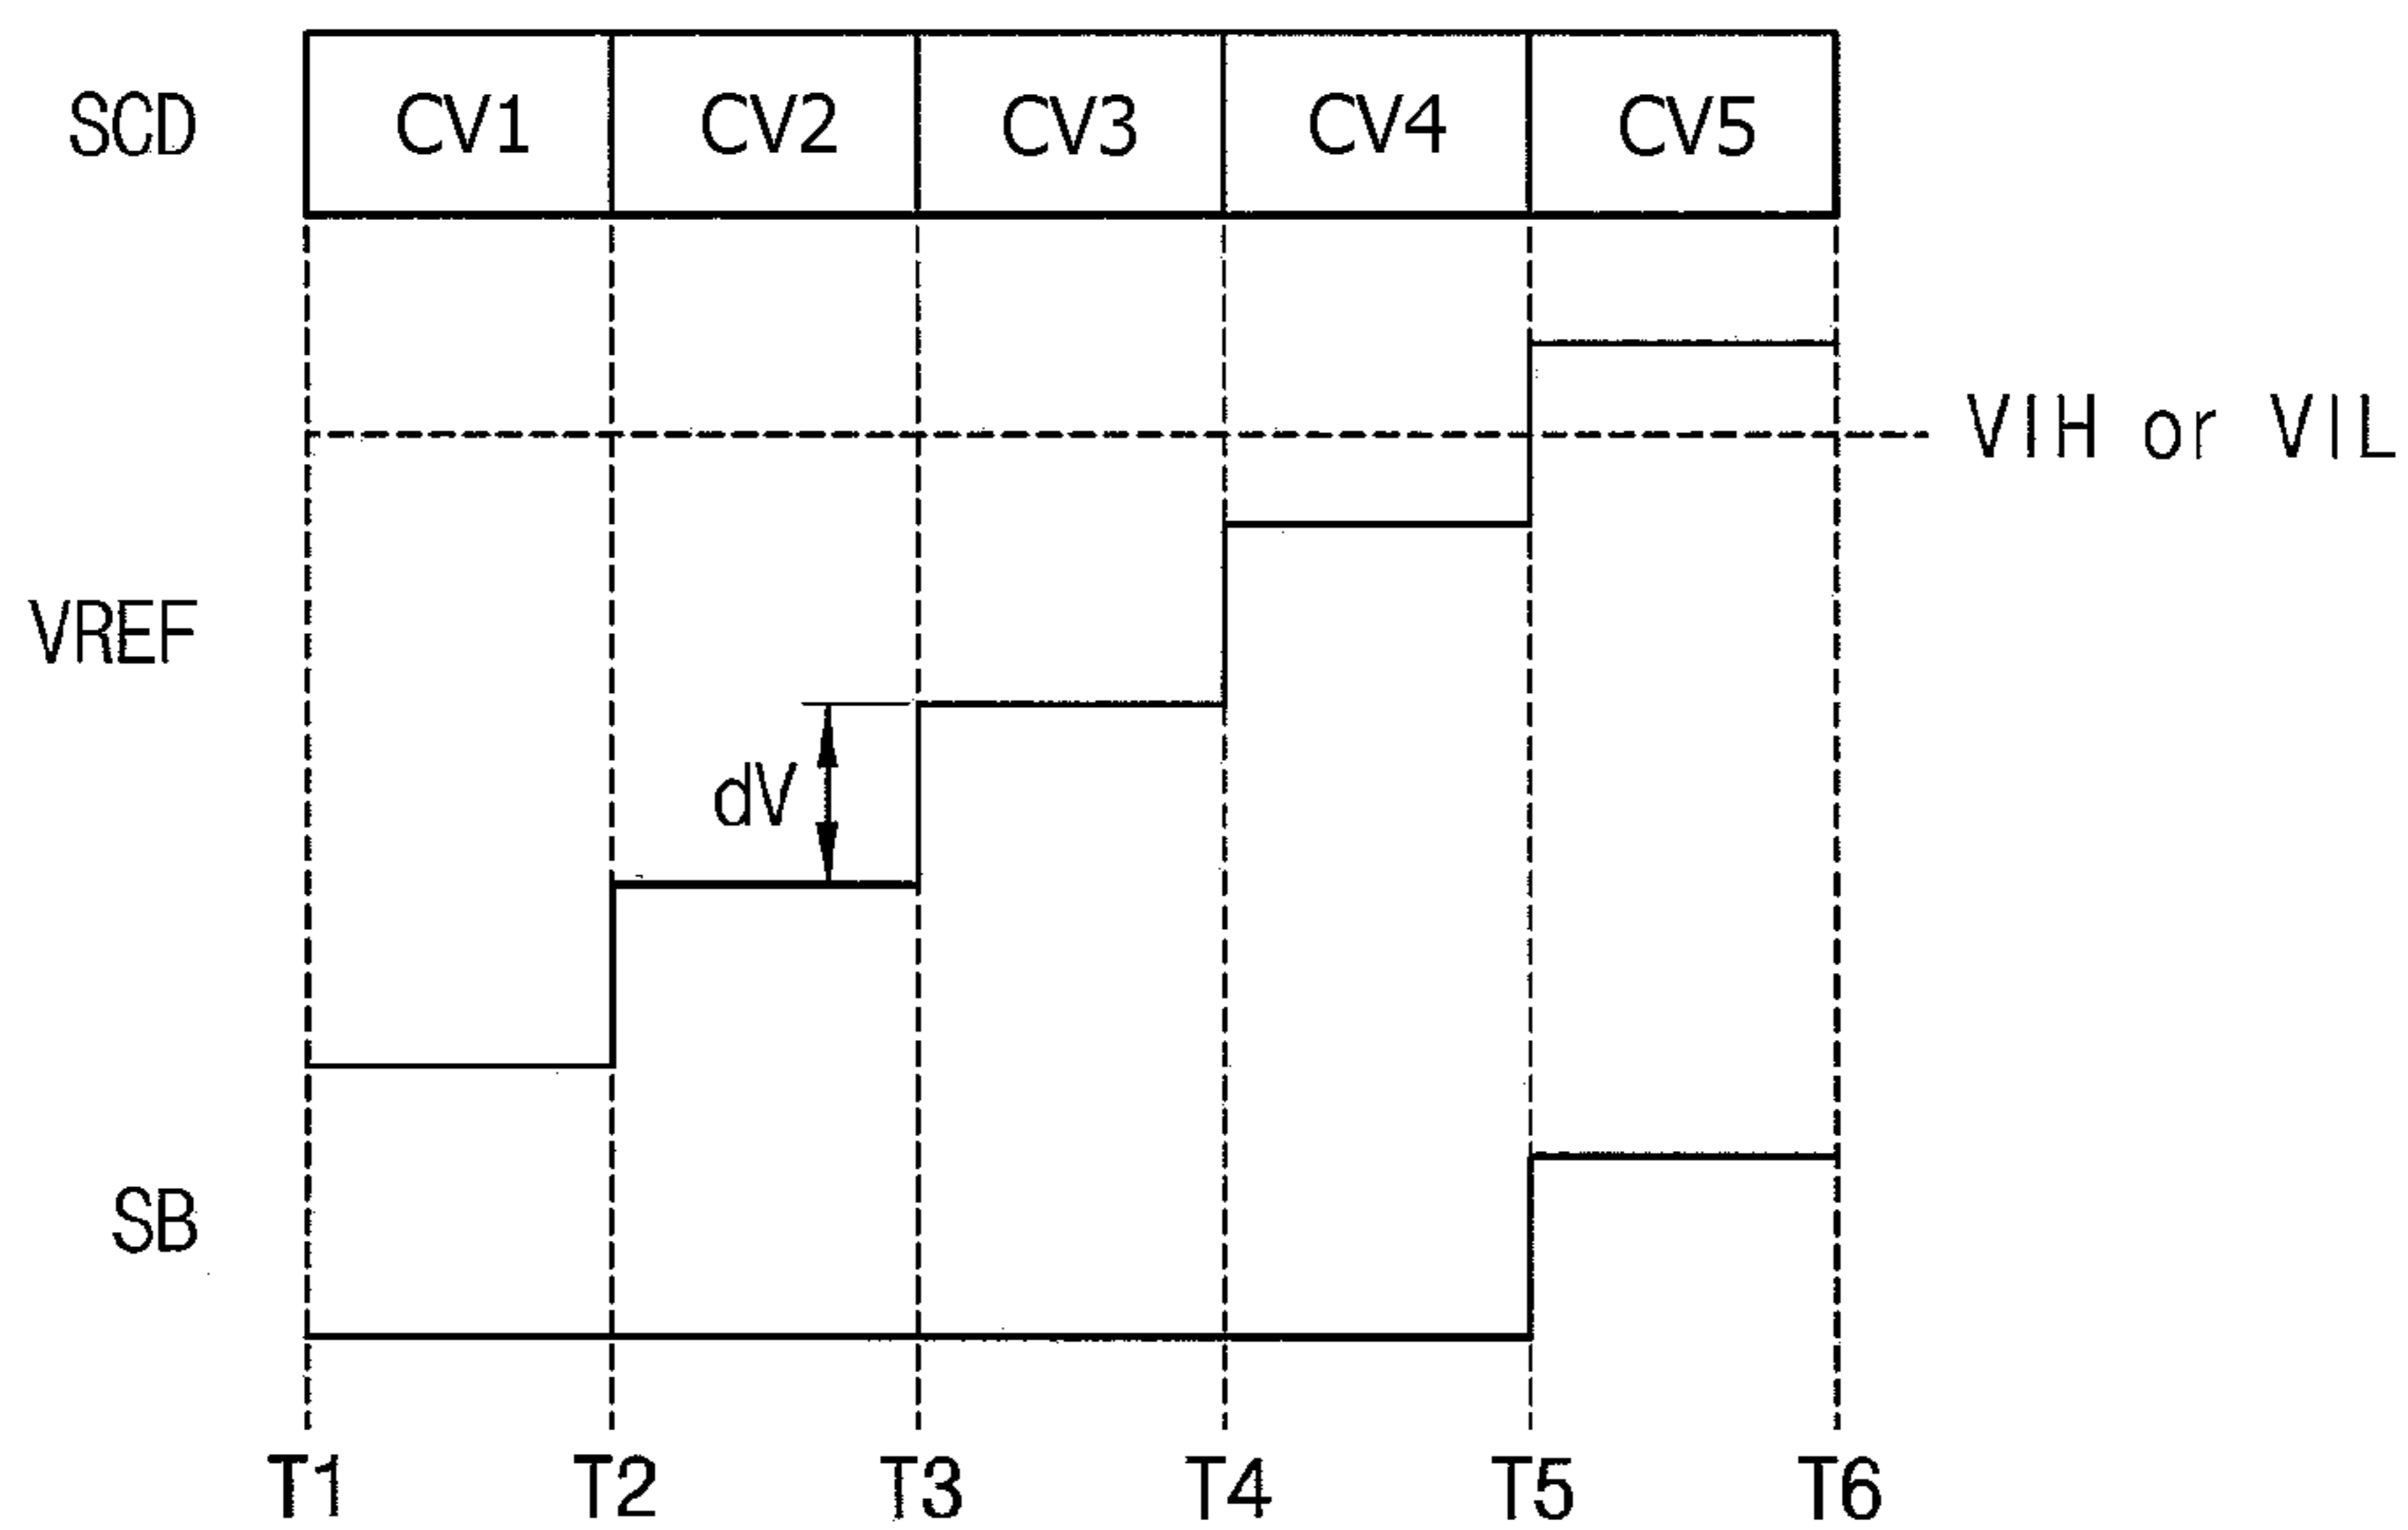 SCD CV1 CV2 CV3 CV4 CV5
VIH or VIL
VREF
dV
SB
T1 T2 T3 T4 T5 T6